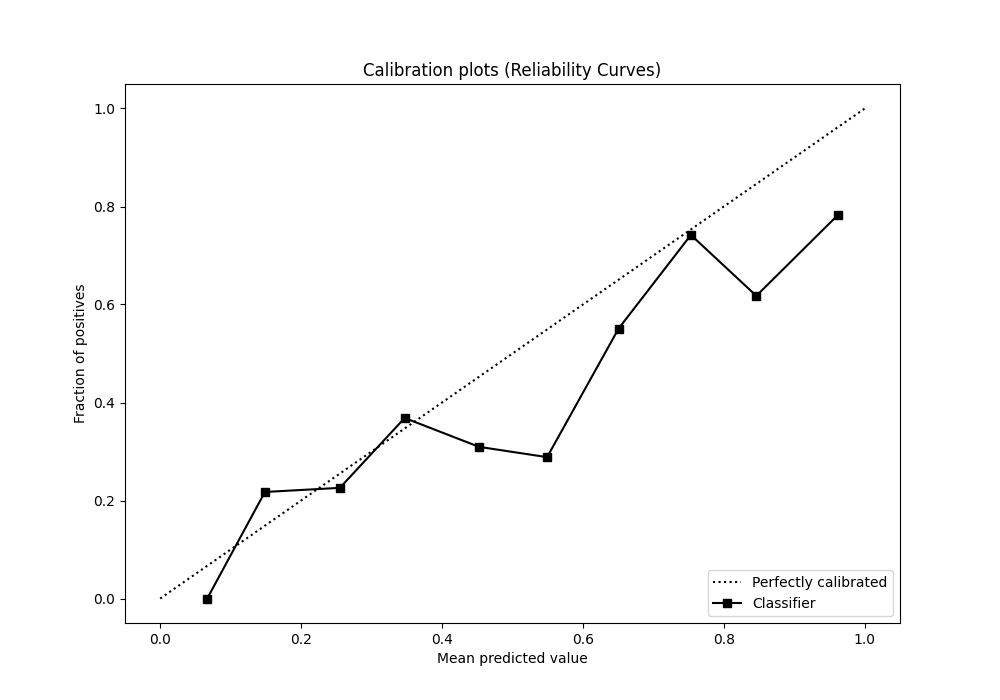 Calibration plots (Reliability Curves)
1.0
0.8
0.6
0.4
0.2
0.0
Fraction of positives
0.0 0.2 0.4 0.6 0.8 1.0
Mean predicted value
Perfectly calibrated
Classifier